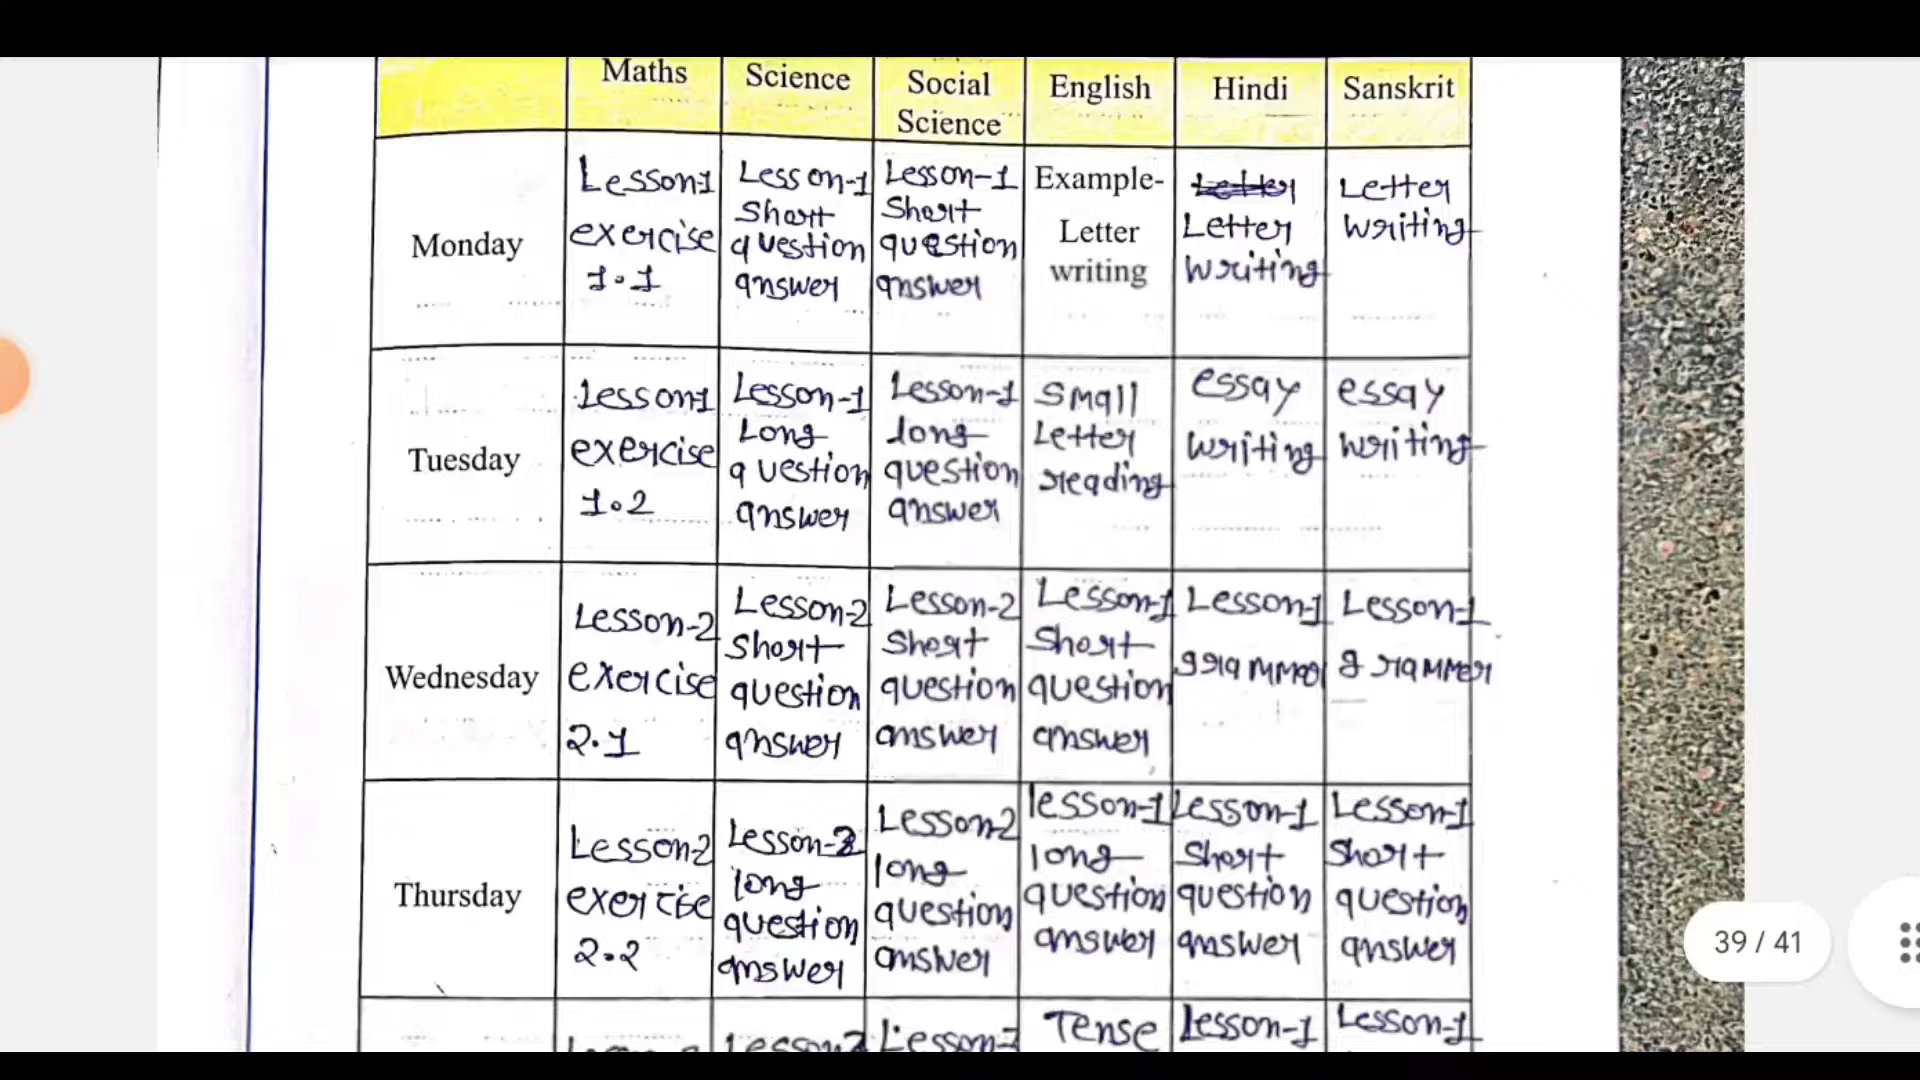 Maths Science Social Science English Hindi Sanskrit
Monday
Lesson1
exercise
1.1
Lesson-1
Short
question
answer
Lesson-1
Short
question
answer
Example-
Letter
writing
Letter
Letter
writing
Letter
writing
Tuesday
Lesson1
exercise
1.2
Lesson-1
Long
question
answer
Lesson-1
long
question
answer
Small
Letter
reading
essay
writing
essay
writing
Wednesday
Lesson-2
exercise
2.1
Lesson-2
Short
question
answer
Lesson-2
Short
question
answer
Lesson-1
Short
question
answer
Lesson-1
grammer
Lesson-1
grammer
Thursday
Lesson-2
exercise
2.2
Lesson-2
long
question
answer
Lesson2
long
question
answer
lesson-1
long
question
answer
Lesson-1
Short
question
answer
Lesson-1
Short
question
answer
Tense
Lesson-1
Lesson-1
39 / 41